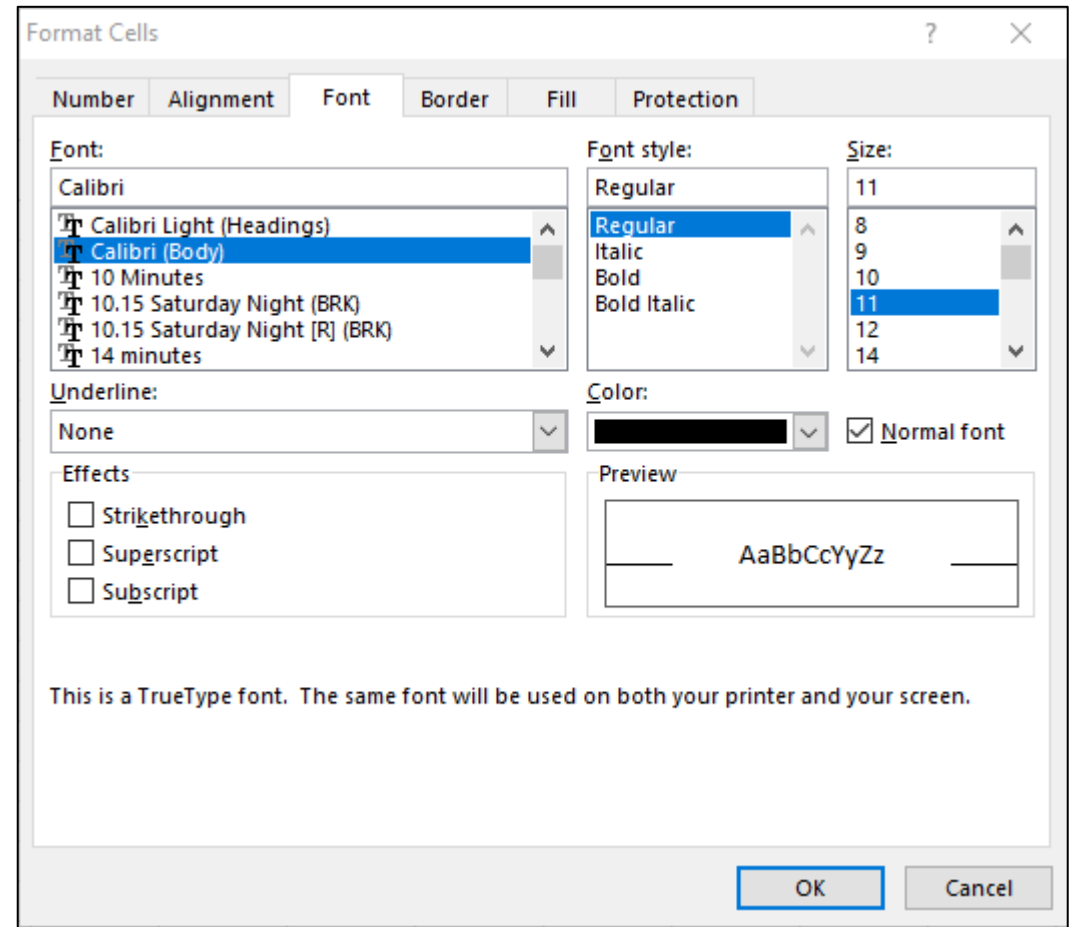 Format Cells ? ×
Number Alignment Font Border Fill Protection
Font: Font style: Size:
Calibri Regular 11
Calibri Light (Headings) Regular 8
Calibri (Body) Italic 9
10 Minutes Bold 10
10.15 Saturday Night (BRK) Bold Italic 11
10.15 Saturday Night [R] (BRK) 12
14 minutes 14
Underline: Color:
None Normal font
Effects Preview
Strikethrough
Superscript AaBbCcYyZz
Subscript
This is a TrueType font. The same font will be used on both your printer and your screen.
OK Cancel